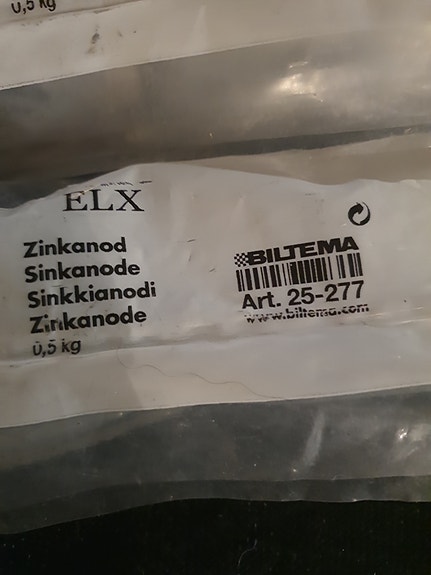 0,5 kg
ELX
Zinkanod
Sinkanode
Sinkkianodi
Zinkanode
0,5 kg
BILTEMA
Art. 25-277
www.biltema.com